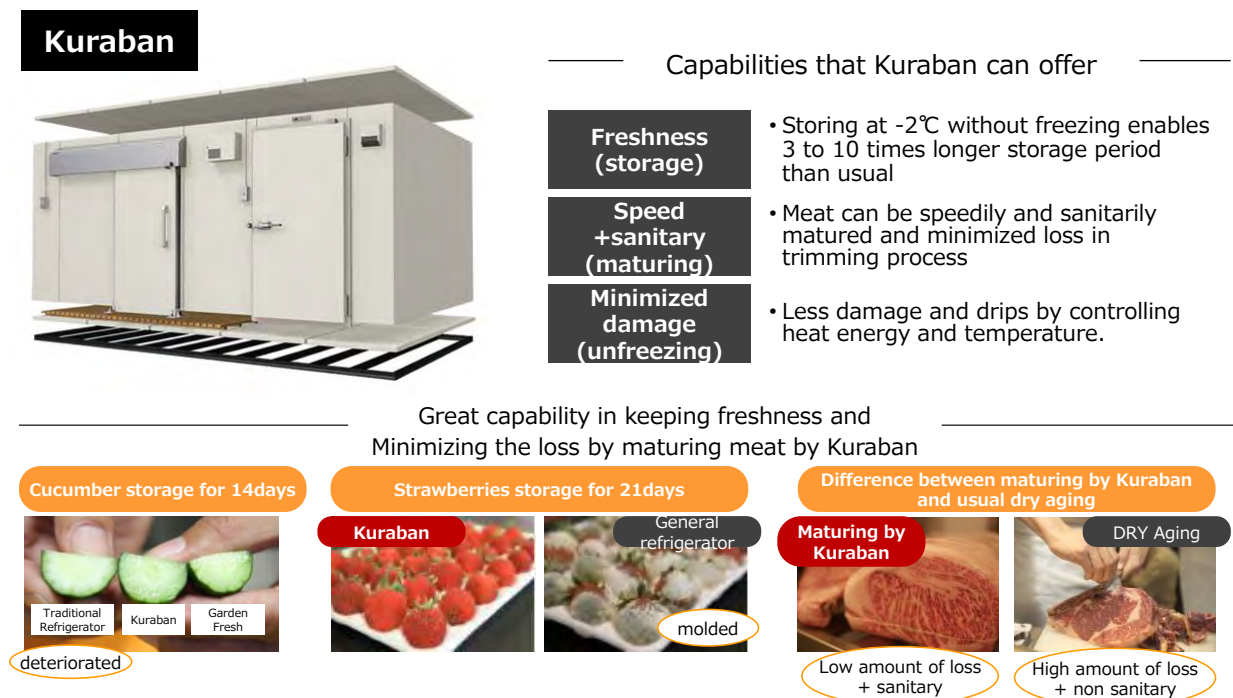 Kuraban
Capabilities that Kuraban can offer
Freshness
(storage)
• Storing at -2℃ without freezing enables
3 to 10 times longer storage period
than usual
Speed
+sanitary
(maturing)
• Meat can be speedily and sanitarily
matured and minimized loss in
trimming process
Minimized
damage
(unfreezing)
• Less damage and drips by controlling
heat energy and temperature.
Great capability in keeping freshness and
Minimizing the loss by maturing meat by Kuraban
Cucumber storage for 14days
Traditional
Refrigerator
Kuraban
Garden
Fresh
deteriorated
Strawberries storage for 21days
Kuraban
General
refrigerator
molded
Difference between maturing by Kuraban
and usual dry aging
Maturing by
Kuraban
DRY Aging
Low amount of loss
+ sanitary
High amount of loss
+ non sanitary